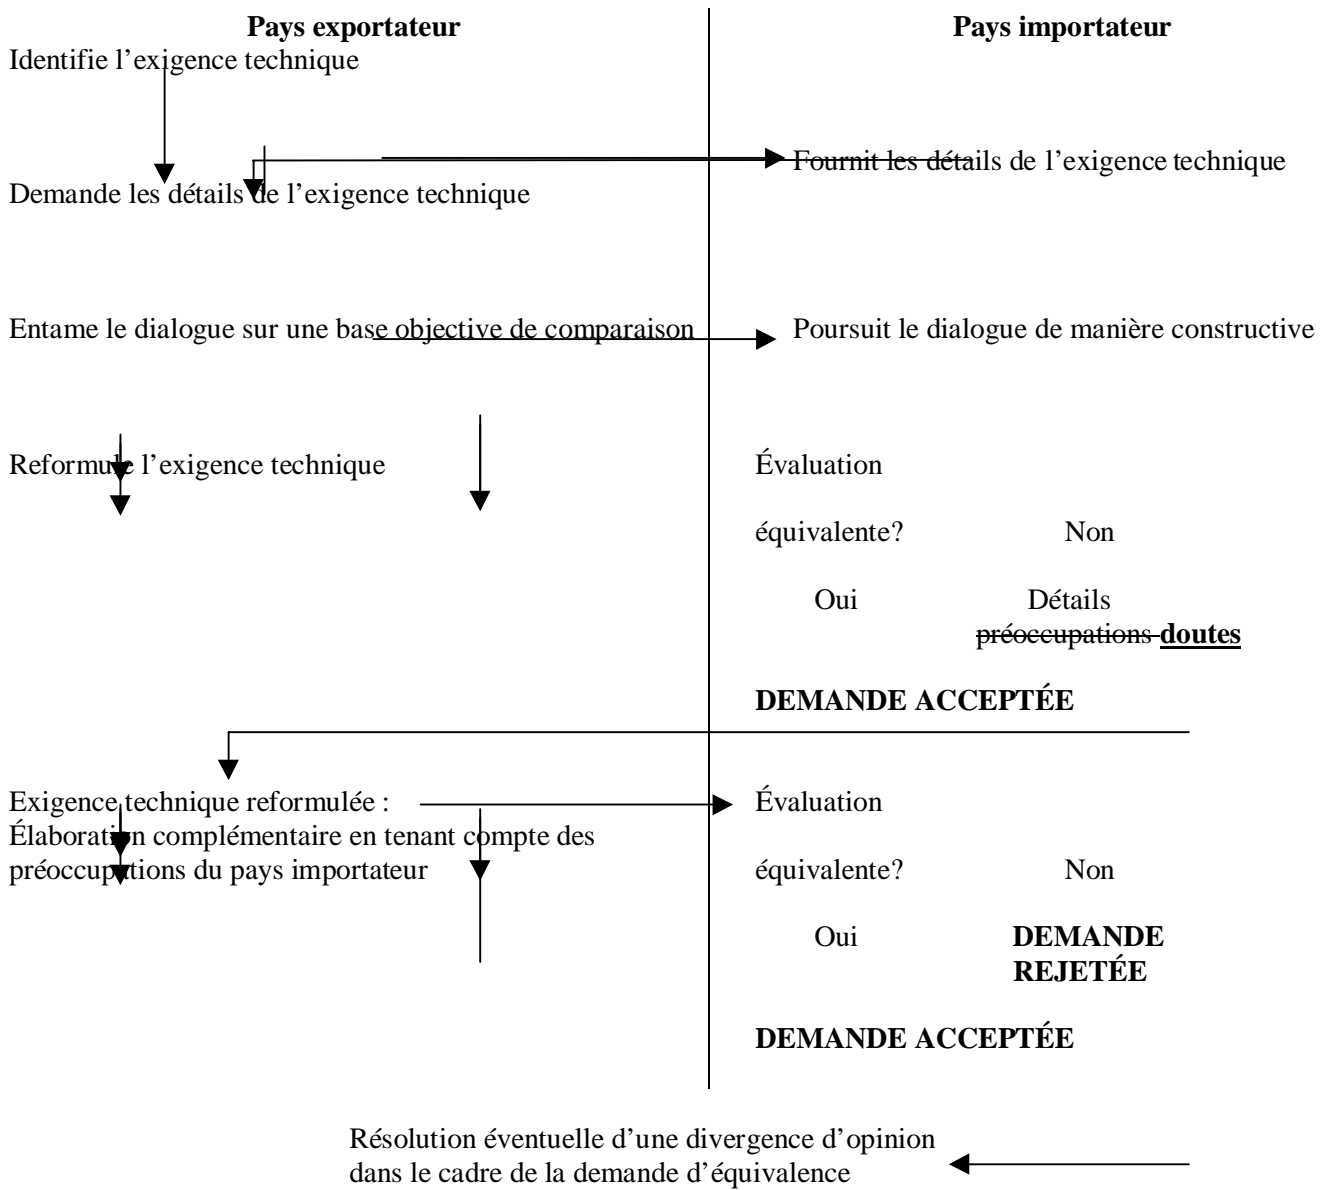 Pays exportateur Pays importateur
Identifie l’exigence technique
Fournit les détails de l’exigence technique
Demande les détails de l’exigence technique
Entame le dialogue sur une base objective de comparaison Poursuit le dialogue de manière constructive
Reformule l’exigence technique Évaluation
équivalente? Non
Oui Détails
préoccupations doutes
DEMANDE ACCEPTÉE
Exigence technique reformulée : Évaluation
Élaboration complémentaire en tenant compte des
préoccupations du pays importateur équivalente? Non
Oui DEMANDE
REJETÉE
DEMANDE ACCEPTÉE
Résolution éventuelle d’une divergence d’opinion
dans le cadre de la demande d’équivalence